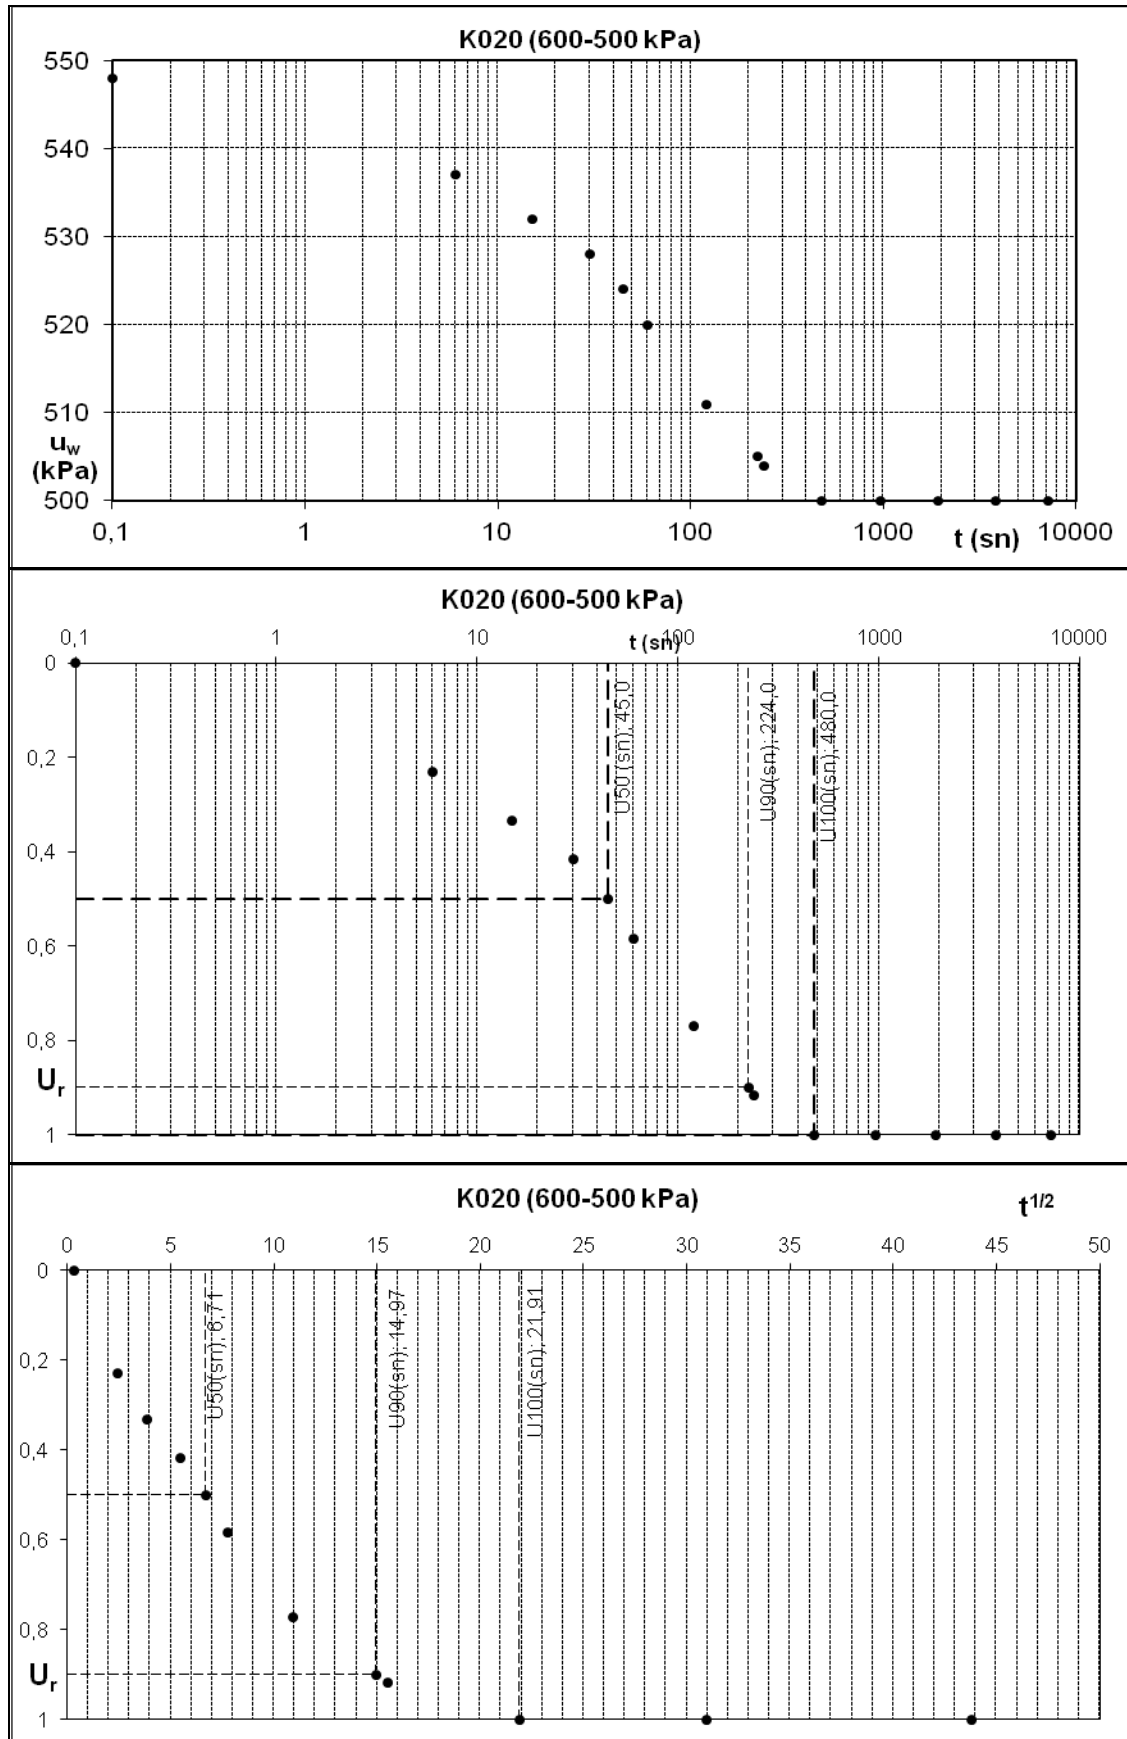 K020 (600-500 kPa)
550
540
530
520
510
u_w
(kPa)
500
0,1 1 10 100 1000 t (sn) 10000
K020 (600-500 kPa)
0,1 1 10 t (sn) 100 1000 10000
0
U50 (sn); 45,0
U90(sn); 224,0
U100(sn); 480,0
0,2
0,4
0,6
0,8
U_r
1
K020 (600-500 kPa) t^1/2
0 5 10 15 20 25 30 35 40 45 50
0
U50(sn); 6,71
U90(sn); 14,97
U100(sn); 21,91
0,2
0,4
0,6
0,8
U_r
1